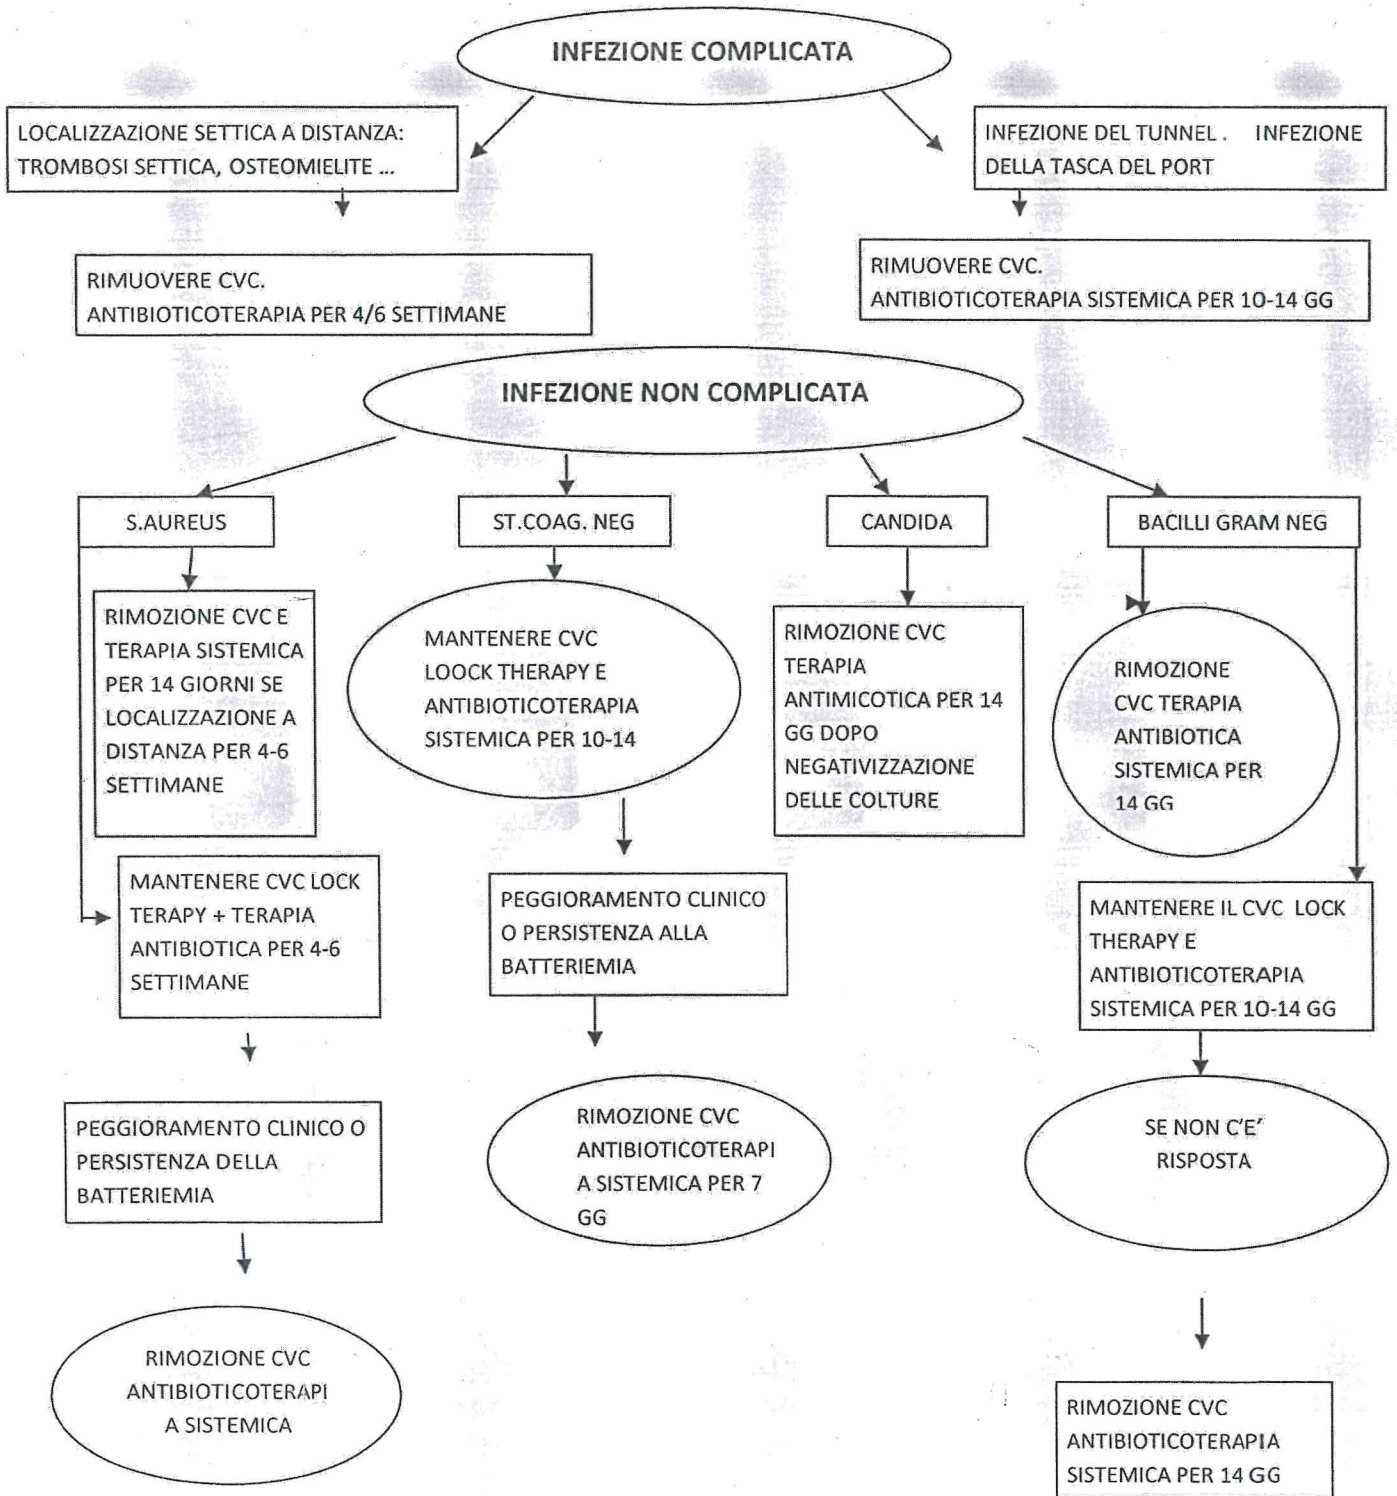 INFEZIONE COMPLICATA
LOCALIZZAZIONE SETTICA A DISTANZA:
TROMBOSI SETTICA, OSTEOMIELITE ...
INFEZIONE DEL TUNNEL . INFEZIONE
DELLA TASCA DEL PORT
RIMUOVERE CVC.
ANTIBIOTICOTERAPIA PER 4/6 SETTIMANE
RIMUOVERE CVC.
ANTIBIOTICOTERAPIA SISTEMICA PER 10-14 GG
INFEZIONE NON COMPLICATA
S.AUREUS
ST.COAG. NEG
CANDIDA
BACILLI GRAM NEG
RIMOZIONE CVC E
TERAPIA SISTEMICA
PER 14 GIORNI SE
LOCALIZZAZIONE A
DISTANZA PER 4-6
SETTIMANE
MANTENERE CVC
LOOCK THERAPY E
ANTIBIOTICOTERAPIA
SISTEMICA PER 10-14
RIMOZIONE CVC
TERAPIA
ANTIMICOTICA PER 14
GG DOPO
NEGATIVIZZAZIONE
DELLE COLTURE
RIMOZIONE
CVC TERAPIA
ANTIBIOTICA
SISTEMICA PER
14 GG
MANTENERE CVC LOCK
TERAPY + TERAPIA
ANTIBIOTICA PER 4-6
SETTIMANE
PEGGIORAMENTO CLINICO
O PERSISTENZA ALLA
BATTERIEMIA
MANTENERE IL CVC LOCK
THERAPY E
ANTIBIOTICOTERAPIA
SISTEMICA PER 10-14 GG
PEGGIORAMENTO CLINICO O
PERSISTENZA DELLA
BATTERIEMIA
RIMOZIONE CVC
ANTIBIOTICOTERAPI
A SISTEMICA PER 7
GG
SE NON C'E'
RISPOSTA
RIMOZIONE CVC
ANTIBIOTICOTERAPI
A SISTEMICA
RIMOZIONE CVC
ANTIBIOTICOTERAPIA
SISTEMICA PER 14 GG